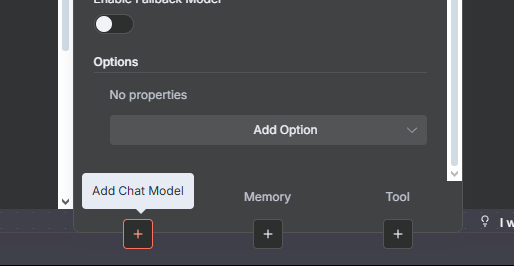 Enable Fallback Model
Options
No properties
Add Option
Add Chat Model
Memory
Tool
I w